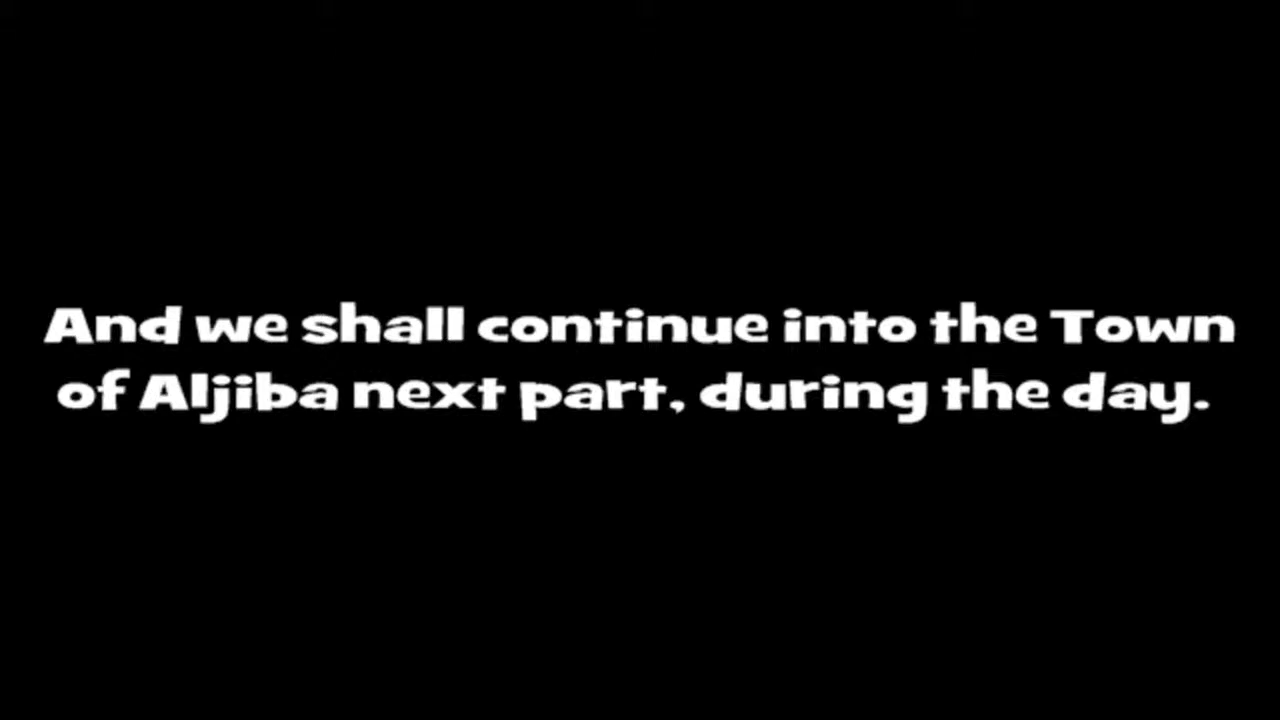 And we shall continue into the Town
of Aljiba next part, during the day.